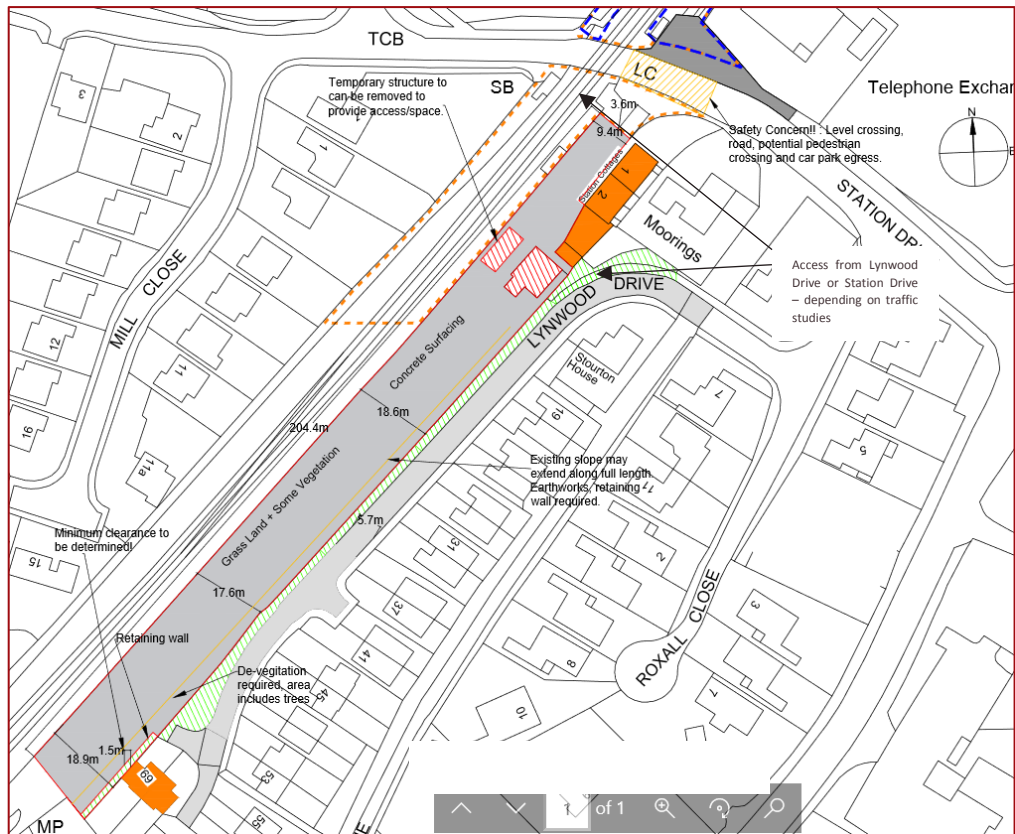 TCB
SB
LC
Temporary structure to
can be removed to
provide access/space.
3.6m
9.4m
Telephone Exchar
N
E
Safety Concern!! : Level crossing,
road, potential pedestrian
crossing and car park egress.
STATION DR
3
2
1
1
Station Cottages
1
2
Moorings
Access from Lynwood
Drive or Station Drive
– depending on traffic
studies
LYNWOOD
DRIVE
MILL CLOSE
12
11
16
11a
15
Concrete Surfacing
18.6m
204.4m
Stourton
House
19
7
5
11
Existing slope may
extend along full length.
Earthworks, retaining
wall required.
Grass Land + Some Vegetation
5.7m
Minimum clearance to
be determined!
31
2
3
17.6m
37
ROXALL CLOSE
Retaining wall
41
8
7
De-vegitation
required, area
includes trees
45
10
1.5m
18.9m
69
53
55
MP
1 of 1